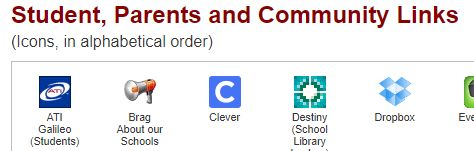 Student, Parents and Community Links
(Icons, in alphabetical order)
ATI
ATI
Galileo
(Students)
Brag
About our
Schools
C
Clever
Destiny
(School
Library
Dropbox